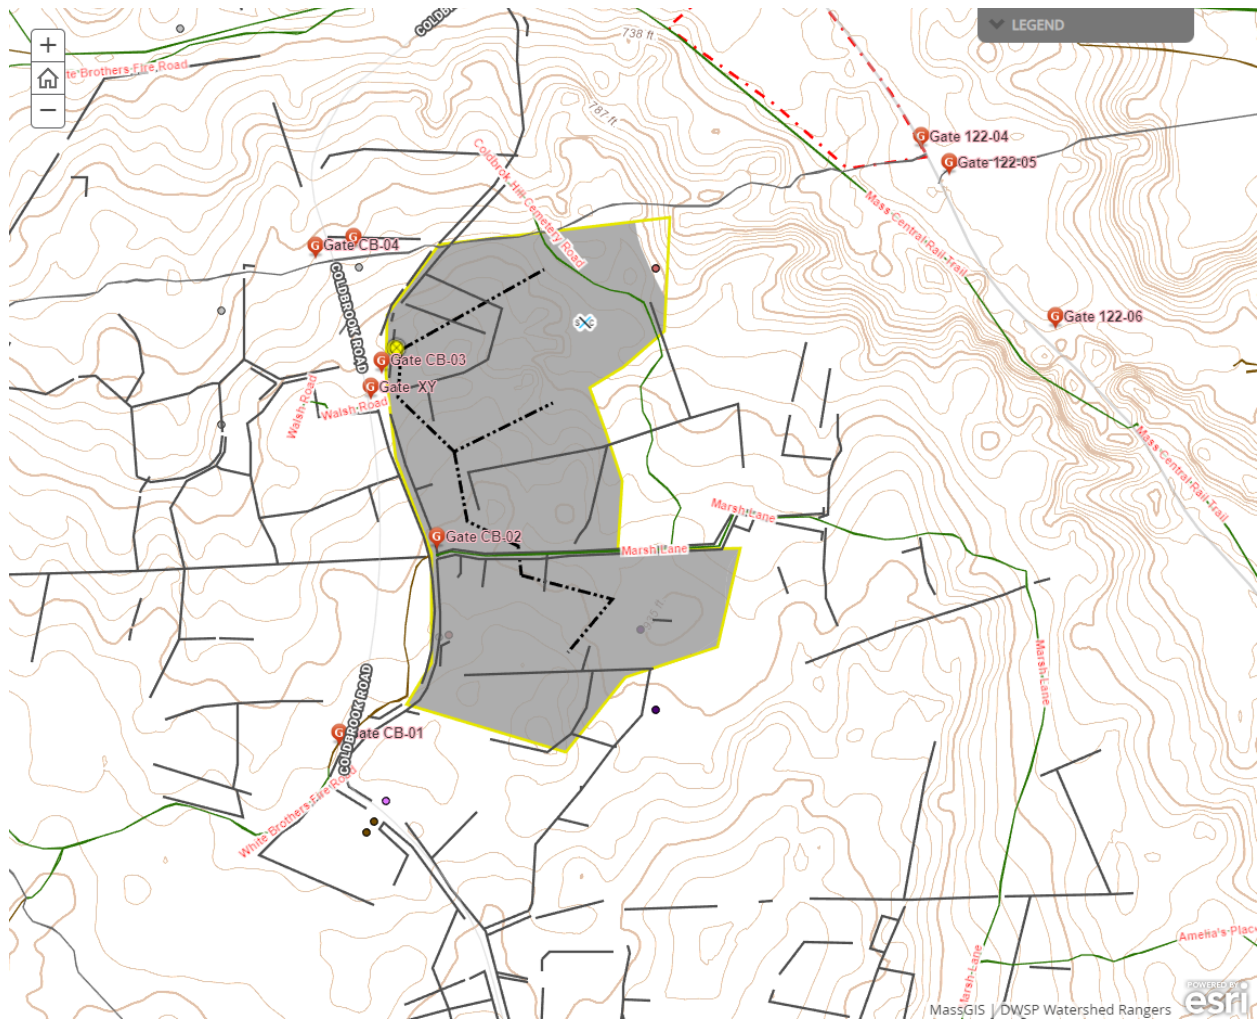 COLDBROOK
738 ft
LEGEND
+
te Brothers Fire Road
−
787 ft
Gate 122-04
Gate 122-05
Coldbrok Hill Cemetery Road
Mass Central Rail Trail
G
Gate CB-04
COLDBROOK ROAD
Gate 122-06
Gate CB-03
Gate XY
Walsh Road
Walsh Road
Mass Central Rail Trail
Marsh Lane
Gate CB-02
Marsh Lane
Marsh Lane
COLDBROOK ROAD
Gate CB-01
White Brothers Fire Road
Amelia's Place
Marsh Lane
MassGIS | DWSP Watershed Rangers
POWERED BY
esri